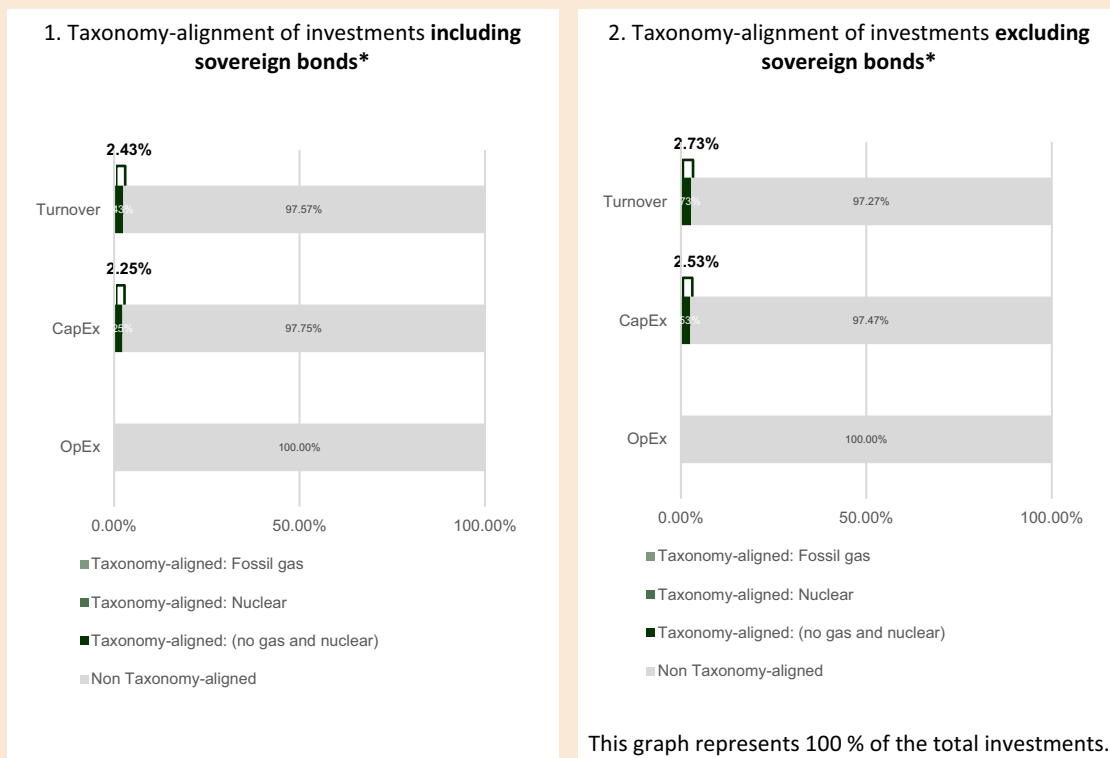 1. Taxonomy-alignment of investments including
sovereign bonds*
2.43%
Turnover
43%
97.57%
2.25%
CapEx
25%
97.75%
OpEx
100.00%
0.00%
50.00%
100.00%
Taxonomy-aligned: Fossil gas
Taxonomy-aligned: Nuclear
Taxonomy-aligned: (no gas and nuclear)
Non Taxonomy-aligned
2. Taxonomy-alignment of investments excluding
sovereign bonds*
2.73%
Turnover
73%
97.27%
2.53%
CapEx
53%
97.47%
OpEx
100.00%
0.00%
50.00%
100.00%
Taxonomy-aligned: Fossil gas
Taxonomy-aligned: Nuclear
Taxonomy-aligned: (no gas and nuclear)
Non Taxonomy-aligned
This graph represents 100 % of the total investments.